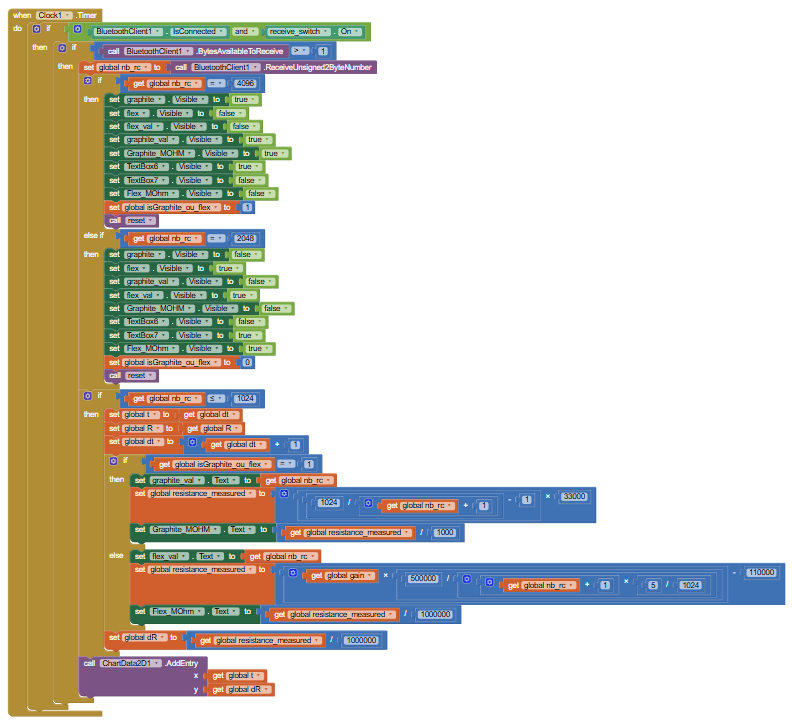 when Clock1 .Timer
do if BluetoothClient1 . IsConnected and receive_switch . On
then if call BluetoothClient1 .BytesAvailableToReceive > 1
then set global nb_rc to call BluetoothClient1 .ReceiveUnsigned2ByteNumber
if get global nb_rc = 4096
then set graphite . Visible to true
set flex . Visible to false
set flex_val . Visible to false
set graphite_val . Visible to true
set Graphite_MOHM . Visible to true
set TextBox6 . Visible to true
set TextBox7 . Visible to false
set Flex_MOhm . Visible to false
set global isGraphite_ou_flex to 1
call reset
else if get global nb_rc = 2048
then set graphite . Visible to false
set flex . Visible to true
set graphite_val . Visible to false
set flex_val . Visible to true
set Graphite_MOHM . Visible to false
set TextBox6 . Visible to false
set TextBox7 . Visible to true
set Flex_MOhm . Visible to true
set global isGraphite_ou_flex to 0
call reset
if get global nb_rc ≤ 1024
then set global t to get global dt
set global R to get global R
set global dt to get global dt + 1
if get global isGraphite_ou_flex = 1
then set graphite_val . Text to get global nb_rc
set global resistance_measured to 1024 / get global nb_rc + 1 - 1 × 33000
set Graphite_MOHM . Text to get global resistance_measured / 1000
else set flex_val . Text to get global nb_rc
set global resistance_measured to get global gain × 500000 / get global nb_rc + 1 × 5 / 1024 - 110000
set Flex_MOhm . Text to get global resistance_measured / 1000000
set global dR to get global resistance_measured / 1000000
call ChartData2D1 .AddEntry
x get global t
y get global dR